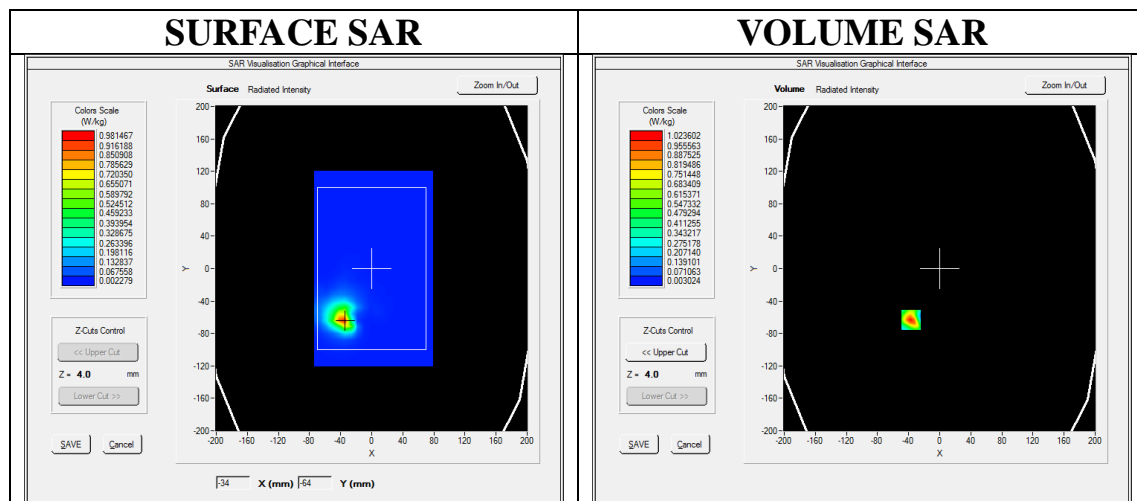 SURFACE SAR
VOLUME SAR
SAR Visualisation Graphical Interface
Surface Radiated Intensity
Zoom In/Out
Colors Scale
(W/kg)
0.981467
0.916188
0.850908
0.785629
0.720350
0.655071
0.589792
0.524512
0.459233
0.393954
0.328675
0.263396
0.198116
0.132837
0.067558
0.002279
200
160
120
80
40
0
-40
-80
-120
-160
-200
Y
-200 -160 -120 -80 -40 0 40 80 120 160 200
X
Z-Cuts Control
<< Upper Cut
Z = 4.0 mm
Lower Cut >>
SAVE Cancel
-34 X (mm) -64 Y (mm)
SAR Visualisation Graphical Interface
Volume Radiated Intensity
Zoom In/Out
Colors Scale
(W/kg)
1.023602
0.955563
0.887525
0.819486
0.751448
0.683409
0.615371
0.547332
0.479294
0.411255
0.343217
0.275178
0.207140
0.139101
0.071063
0.003024
200
160
120
80
40
0
-40
-80
-120
-160
-200
Y
-200 -160 -120 -80 -40 0 40 80 120 160 200
X
Z-Cuts Control
<< Upper Cut
Z = 4.0 mm
Lower Cut >>
SAVE Cancel